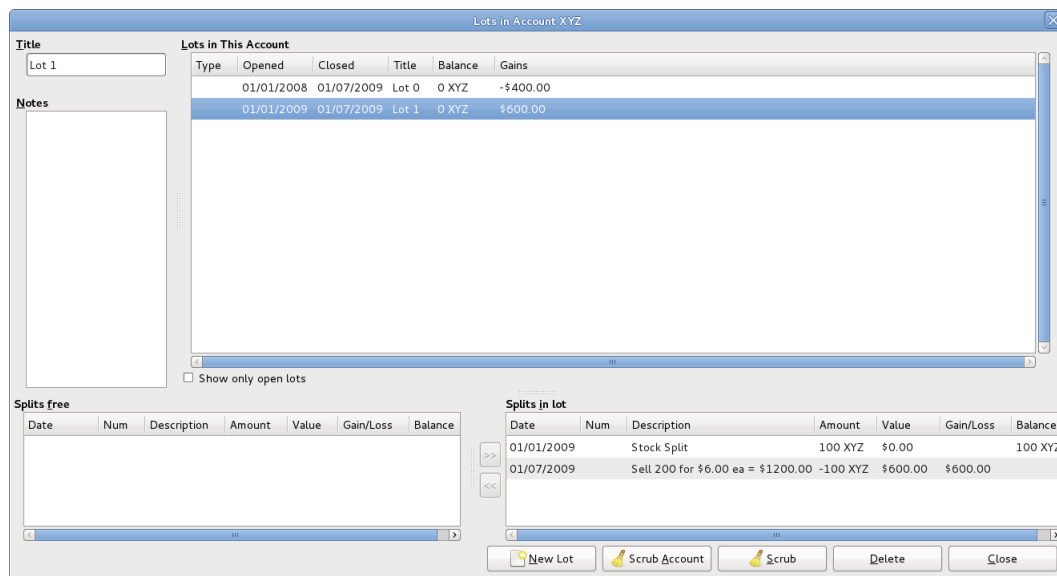 Lots in Account XYZ
Title
Lot 1
Notes
Lots in This Account
Type Opened Closed Title Balance Gains
01/01/2008 01/07/2009 Lot 0 0 XYZ -$400.00
01/01/2009 01/07/2009 Lot 1 0 XYZ $600.00
Show only open lots
Splits free
Date Num Description Amount Value Gain/Loss Balance
>>
<<
Splits in lot
Date Num Description Amount Value Gain/Loss Balance
01/01/2009 Stock Split 100 XYZ $0.00 100 XYZ
01/07/2009 Sell 200 for $6.00 ea = $1200.00 -100 XYZ $600.00 $600.00
New Lot Scrub Account Scrub Delete Close